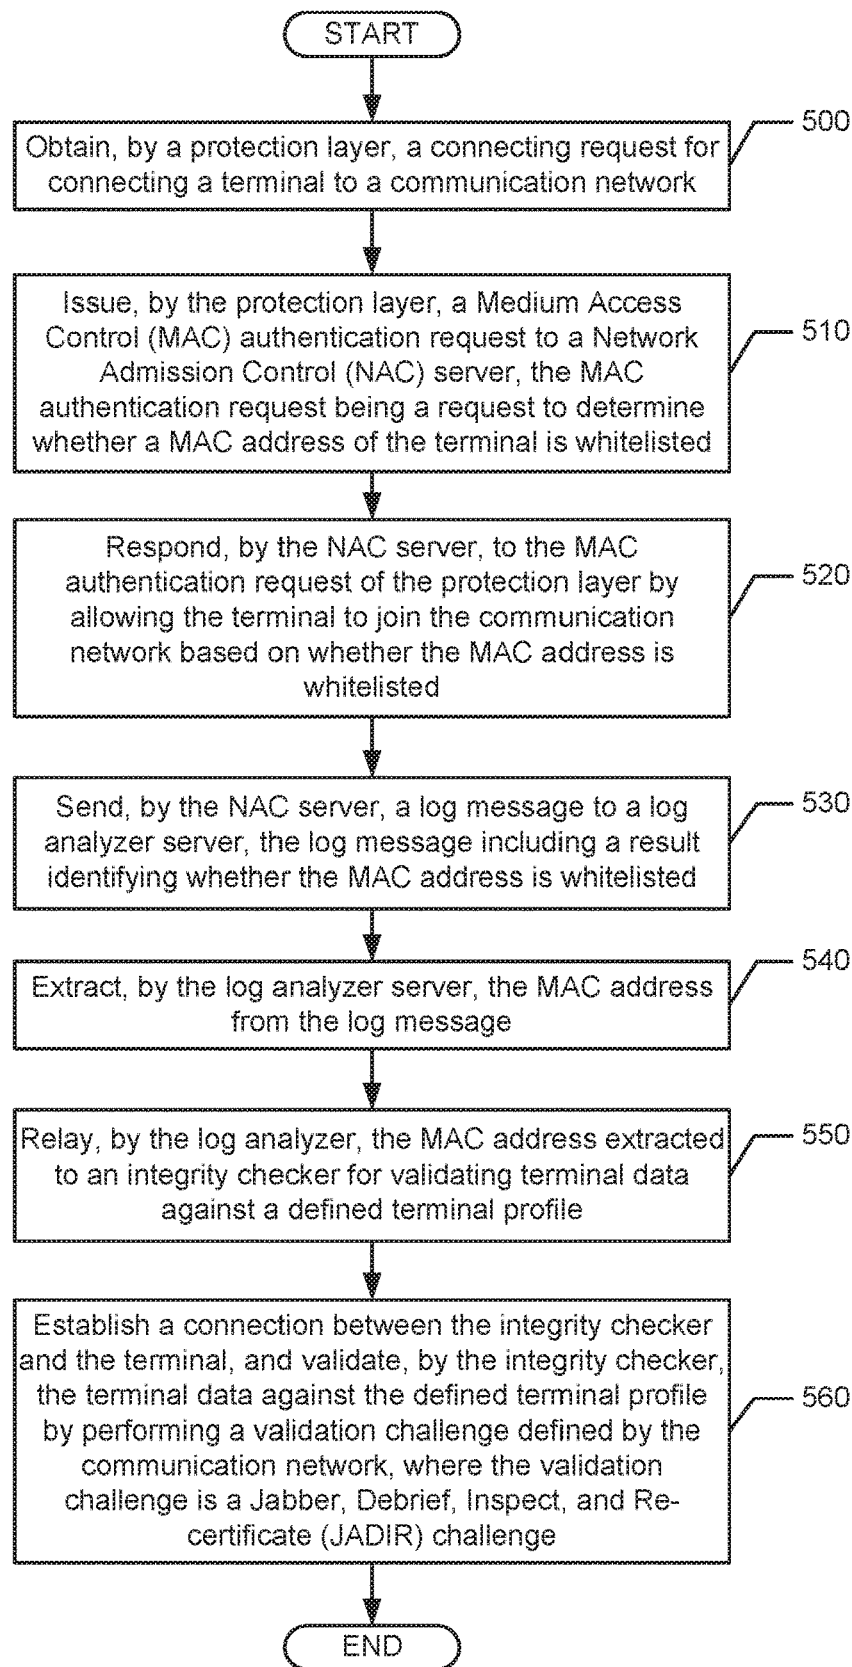 START
500
Obtain, by a protection layer, a connecting request for
connecting a terminal to a communication network
510
Issue, by the protection layer, a Medium Access
Control (MAC) authentication request to a Network
Admission Control (NAC) server, the MAC
authentication request being a request to determine
whether a MAC address of the terminal is whitelisted
520
Respond, by the NAC server, to the MAC
authentication request of the protection layer by
allowing the terminal to join the communication
network based on whether the MAC address is
whitelisted
530
Send, by the NAC server, a log message to a log
analyzer server, the log message including a result
identifying whether the MAC address is whitelisted
540
Extract, by the log analyzer server, the MAC address
from the log message
550
Relay, by the log analyzer, the MAC address extracted
to an integrity checker for validating terminal data
against a defined terminal profile
560
Establish a connection between the integrity checker
and the terminal, and validate, by the integrity checker,
the terminal data against the defined terminal profile
by performing a validation challenge defined by the
communication network, where the validation
challenge is a Jabber, Debrief, Inspect, and Re-
certificate (JADIR) challenge
END